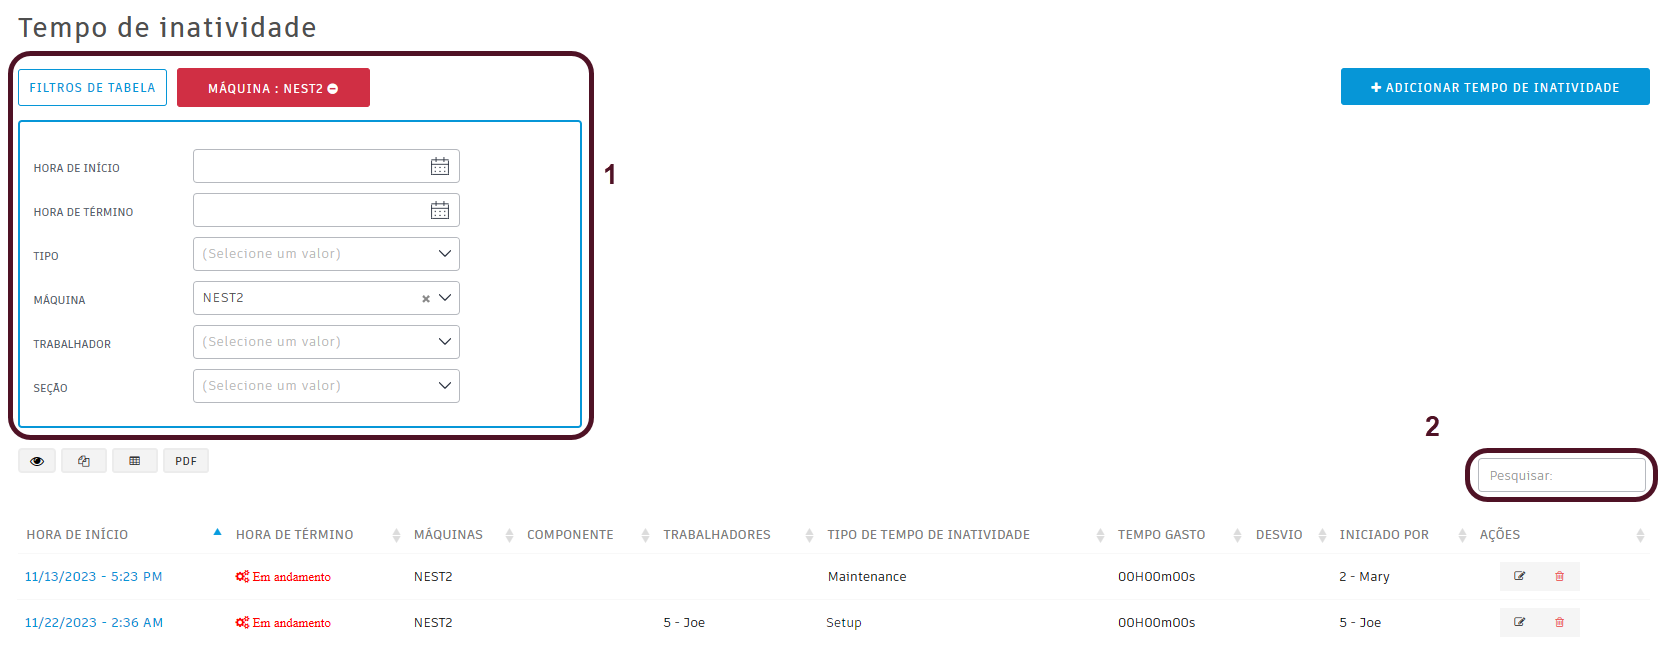 Tempo de inatividade
FILTROS DE TABELA MÁQUINA : NEST2 ADICIONAR TEMPO DE INATIVIDADE
HORA DE INÍCIO
1
HORA DE TÉRMINO
TIPO (Selecione um valor)
MÁQUINA NEST2
TRABALHADOR (Selecione um valor)
SEÇÃO (Selecione um valor)
2
PDF Pesquisar:
HORA DE INÍCIO HORA DE TÉRMINO MÁQUINAS COMPONENTE TRABALHADORES TIPO DE TEMPO DE INATIVIDADE TEMPO GASTO DESVIO INICIADO POR AÇÕES
11/13/2023 - 5:23 PM Em andamento NEST2 Maintenance 00H00m00s 2 - Mary
11/22/2023 - 2:36 AM Em andamento NEST2 5 - Joe Setup 00H00m00s 5 - Joe